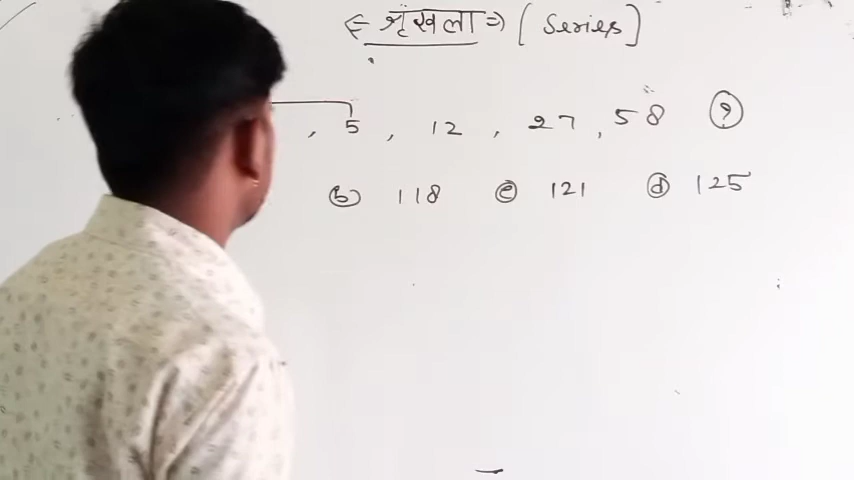 श्रृंखला ⇒ [ Series ]
, 5 , 12 , 27 , 58 ?
(b) 118 (c) 121 (d) 125